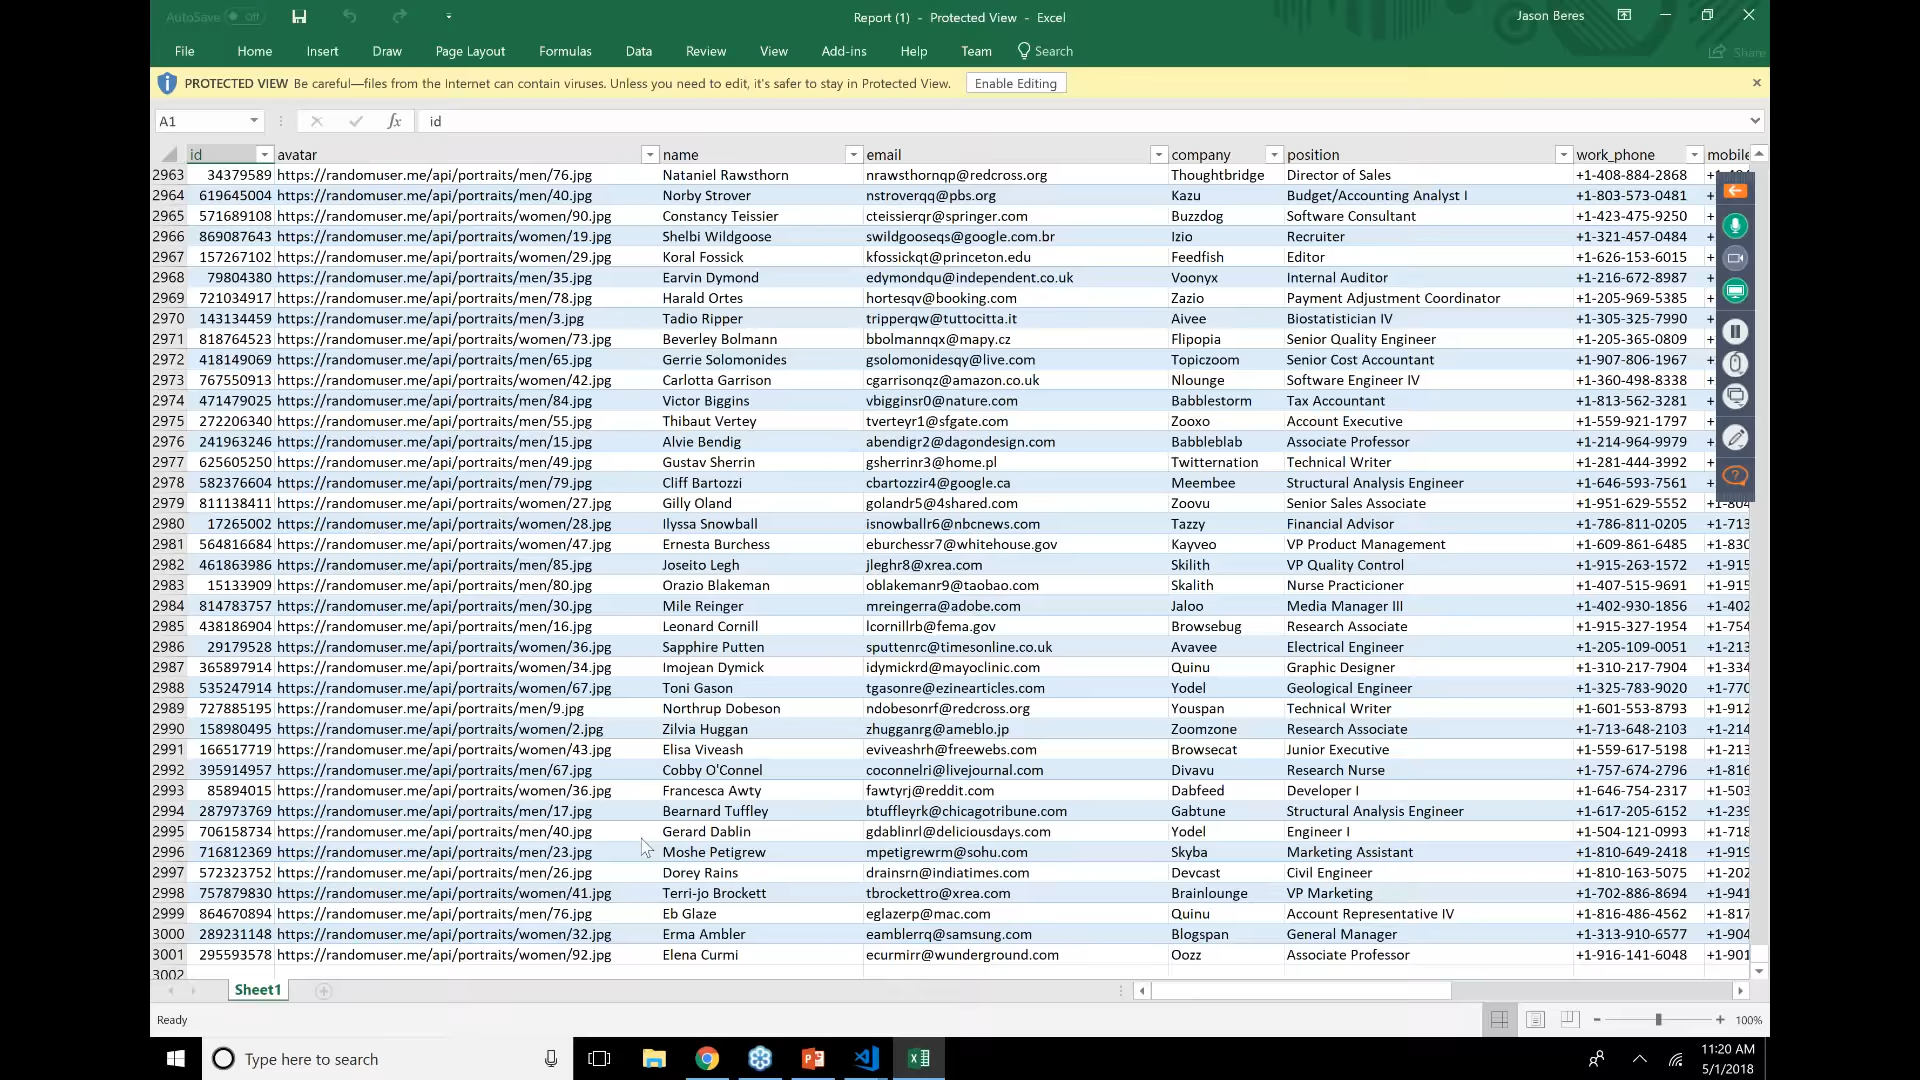 AutoSave Off
Report (1) - Protected View - Excel
Jason Beres
File Home Insert Draw Page Layout Formulas Data Review View Add-ins Help Team Search Share
PROTECTED VIEW Be careful—files from the Internet can contain viruses. Unless you need to edit, it's safer to stay in Protected View. Enable Editing
A1 fx id
id avatar name email company position work_phone mobile
2963 34379589 https://randomuser.me/api/portraits/men/76.jpg Nataniel Rawsthorn nrawsthornqp@redcross.org Thoughtbridge Director of Sales +1-408-884-2868
2964 619645004 https://randomuser.me/api/portraits/men/40.jpg Norby Strover nstroverqq@pbs.org Kazu Budget/Accounting Analyst I +1-803-573-0481 +
2965 571689108 https://randomuser.me/api/portraits/women/90.jpg Constancy Teissier cteissierqr@springer.com Buzzdog Software Consultant +1-423-475-9250 +
2966 869087643 https://randomuser.me/api/portraits/women/19.jpg Shelbi Wildgoose swildgooseqs@google.com.br Izio Recruiter +1-321-457-0484 +
2967 157267102 https://randomuser.me/api/portraits/women/29.jpg Koral Fossick kfossickqt@princeton.edu Feedfish Editor +1-626-153-6015 +
2968 79804380 https://randomuser.me/api/portraits/men/35.jpg Earvin Dymond edymondqu@independent.co.uk Voonyx Internal Auditor +1-216-672-8987 +
2969 721034917 https://randomuser.me/api/portraits/men/78.jpg Harald Ortes hortesqv@booking.com Zazio Payment Adjustment Coordinator +1-205-969-5385 +
2970 143134459 https://randomuser.me/api/portraits/men/3.jpg Tadio Ripper tripperqw@tuttocitta.it Aivee Biostatistician IV +1-305-325-7990 +
2971 818764523 https://randomuser.me/api/portraits/women/73.jpg Beverley Bolmann bbolmannqx@mapy.cz Flipopia Senior Quality Engineer +1-205-365-0809 +
2972 418149069 https://randomuser.me/api/portraits/men/65.jpg Gerrie Solomonides gsolomonidesqy@live.com Topiczoom Senior Cost Accountant +1-907-806-1967 +
2973 767550913 https://randomuser.me/api/portraits/women/42.jpg Carlotta Garrison cgarrisonqz@amazon.co.uk Nlounge Software Engineer IV +1-360-498-8338 +
2974 471479025 https://randomuser.me/api/portraits/men/84.jpg Victor Biggins vbigginsr0@nature.com Babblestorm Tax Accountant +1-813-562-3281 +
2975 272206340 https://randomuser.me/api/portraits/men/55.jpg Thibaut Vertey tverteyr1@sfgate.com Zooxo Account Executive +1-559-921-1797 +
2976 241963246 https://randomuser.me/api/portraits/men/15.jpg Alvie Bendig abendigr2@dagondesign.com Babbleblab Associate Professor +1-214-964-9979 +
2977 625605250 https://randomuser.me/api/portraits/men/49.jpg Gustav Sherrin gsherrinr3@home.pl Twitternation Technical Writer +1-281-444-3992 +
2978 582376604 https://randomuser.me/api/portraits/men/79.jpg Cliff Bartozzi cbartozzir4@google.ca Meembee Structural Analysis Engineer +1-646-593-7561 +
2979 811138411 https://randomuser.me/api/portraits/women/27.jpg Gilly Oland golandr5@4shared.com Zoovu Senior Sales Associate +1-951-629-5552 +1-804
2980 17265002 https://randomuser.me/api/portraits/women/28.jpg Ilyssa Snowball isnowballr6@nbcnews.com Tazzy Financial Advisor +1-786-811-0205 +1-713
2981 564816684 https://randomuser.me/api/portraits/women/47.jpg Ernesta Burchess eburchessr7@whitehouse.gov Kayveo VP Product Management +1-609-861-6485 +1-830
2982 461863986 https://randomuser.me/api/portraits/women/85.jpg Joseito Legh jleghr8@xrea.com Skilith VP Quality Control +1-915-263-1572 +1-915
2983 15133909 https://randomuser.me/api/portraits/men/80.jpg Orazio Blakeman oblakemanr9@taobao.com Skalith Nurse Practicioner +1-407-515-9691 +1-915
2984 814783757 https://randomuser.me/api/portraits/men/30.jpg Mile Reinger mreingerra@adobe.com Jaloo Media Manager III +1-402-930-1856 +1-402
2985 438186904 https://randomuser.me/api/portraits/men/16.jpg Leonard Cornill lcornillrb@fema.gov Browsebug Research Associate +1-915-327-1954 +1-754
2986 29179528 https://randomuser.me/api/portraits/women/36.jpg Sapphire Putten sputtenrc@timesonline.co.uk Avavee Electrical Engineer +1-205-109-0051 +1-213
2987 365897914 https://randomuser.me/api/portraits/women/34.jpg Imojean Dymick idymickrd@mayoclinic.com Quinu Graphic Designer +1-310-217-7904 +1-334
2988 535247914 https://randomuser.me/api/portraits/women/67.jpg Toni Gason tgasonre@ezinearticles.com Yodel Geological Engineer +1-325-783-9020 +1-770
2989 727885195 https://randomuser.me/api/portraits/men/9.jpg Northrup Dobeson ndobesonrf@redcross.org Youspan Technical Writer +1-601-553-8793 +1-912
2990 158980495 https://randomuser.me/api/portraits/women/2.jpg Zilvia Huggan zhugganrg@ameblo.jp Zoomzone Research Associate +1-713-648-2103 +1-214
2991 166517719 https://randomuser.me/api/portraits/women/43.jpg Elisa Viveash eviveashrh@freewebs.com Browsecat Junior Executive +1-559-617-5198 +1-213
2992 395914957 https://randomuser.me/api/portraits/men/67.jpg Cobby O'Connel coconnelri@livejournal.com Divavu Research Nurse +1-757-674-2796 +1-816
2993 85894015 https://randomuser.me/api/portraits/women/36.jpg Francesca Awty fawtyrj@reddit.com Dabfeed Developer I +1-646-754-2317 +1-503
2994 287973769 https://randomuser.me/api/portraits/men/17.jpg Bearnard Tuffley btuffleyrk@chicagotribune.com Gabtune Structural Analysis Engineer +1-617-205-6152 +1-239
2995 706158734 https://randomuser.me/api/portraits/men/40.jpg Gerard Dablin gdablinrl@deliciousdays.com Yodel Engineer I +1-504-121-0993 +1-718
2996 716812369 https://randomuser.me/api/portraits/men/23.jpg Moshe Petigrew mpetigrewrm@sohu.com Skyba Marketing Assistant +1-810-649-2418 +1-919
2997 572323752 https://randomuser.me/api/portraits/men/26.jpg Dorey Rains drainsrn@indiatimes.com Devcast Civil Engineer +1-810-163-5075 +1-202
2998 757879830 https://randomuser.me/api/portraits/women/41.jpg Terri-jo Brockett tbrockettro@xrea.com Brainlounge VP Marketing +1-702-886-8694 +1-941
2999 864670894 https://randomuser.me/api/portraits/men/76.jpg Eb Glaze eglazerp@mac.com Quinu Account Representative IV +1-816-486-4562 +1-817
3000 289231148 https://randomuser.me/api/portraits/women/32.jpg Erma Ambler eamblerrq@samsung.com Blogspan General Manager +1-313-910-6577 +1-904
3001 295593578 https://randomuser.me/api/portraits/women/92.jpg Elena Curmi ecurmirr@wunderground.com Oozz Associate Professor +1-916-141-6048 +1-901
3002
Sheet1
Ready 100%
Type here to search
11:20 AM
5/1/2018